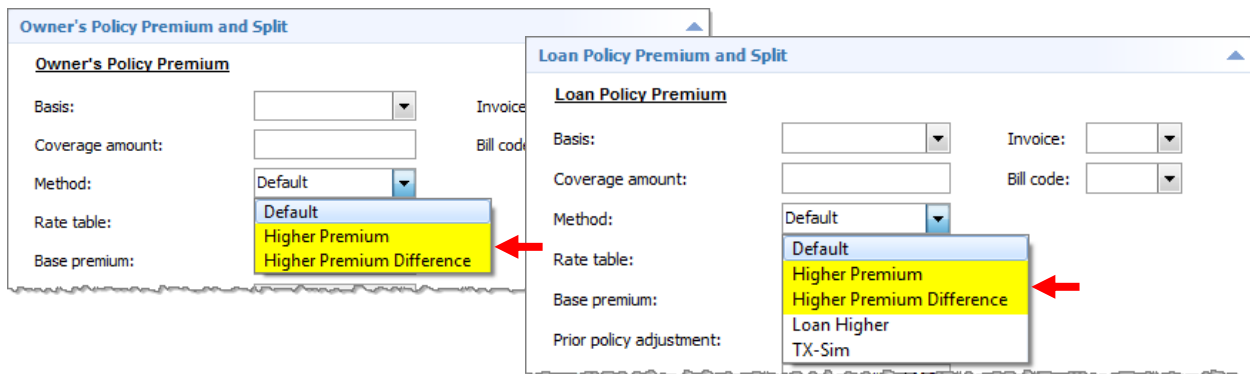 Owner's Policy Premium and Split
Owner's Policy Premium
Basis:
Invoice
Coverage amount:
Bill code
Method:
Default
Default
Rate table:
Higher Premium
Higher Premium Difference
Base premium:
Loan Policy Premium and Split
Loan Policy Premium
Basis:
Invoice:
Coverage amount:
Bill code:
Method:
Default
Default
Rate table:
Higher Premium
Higher Premium Difference
Base premium:
Loan Higher
Prior policy adjustment:
TX-Sim